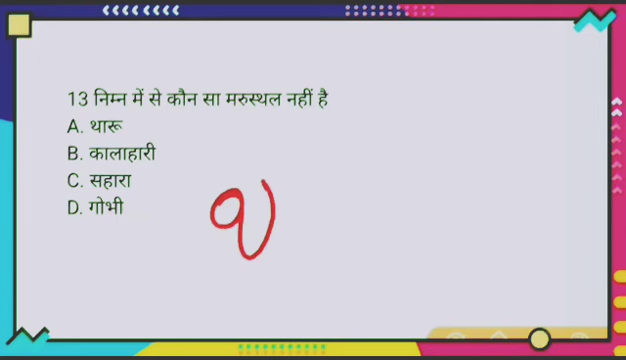 13 निम्न में से कौन सा मरुस्थल नहीं है
A. थारू
B. कालाहारी
C. सहारा
D. गोभी